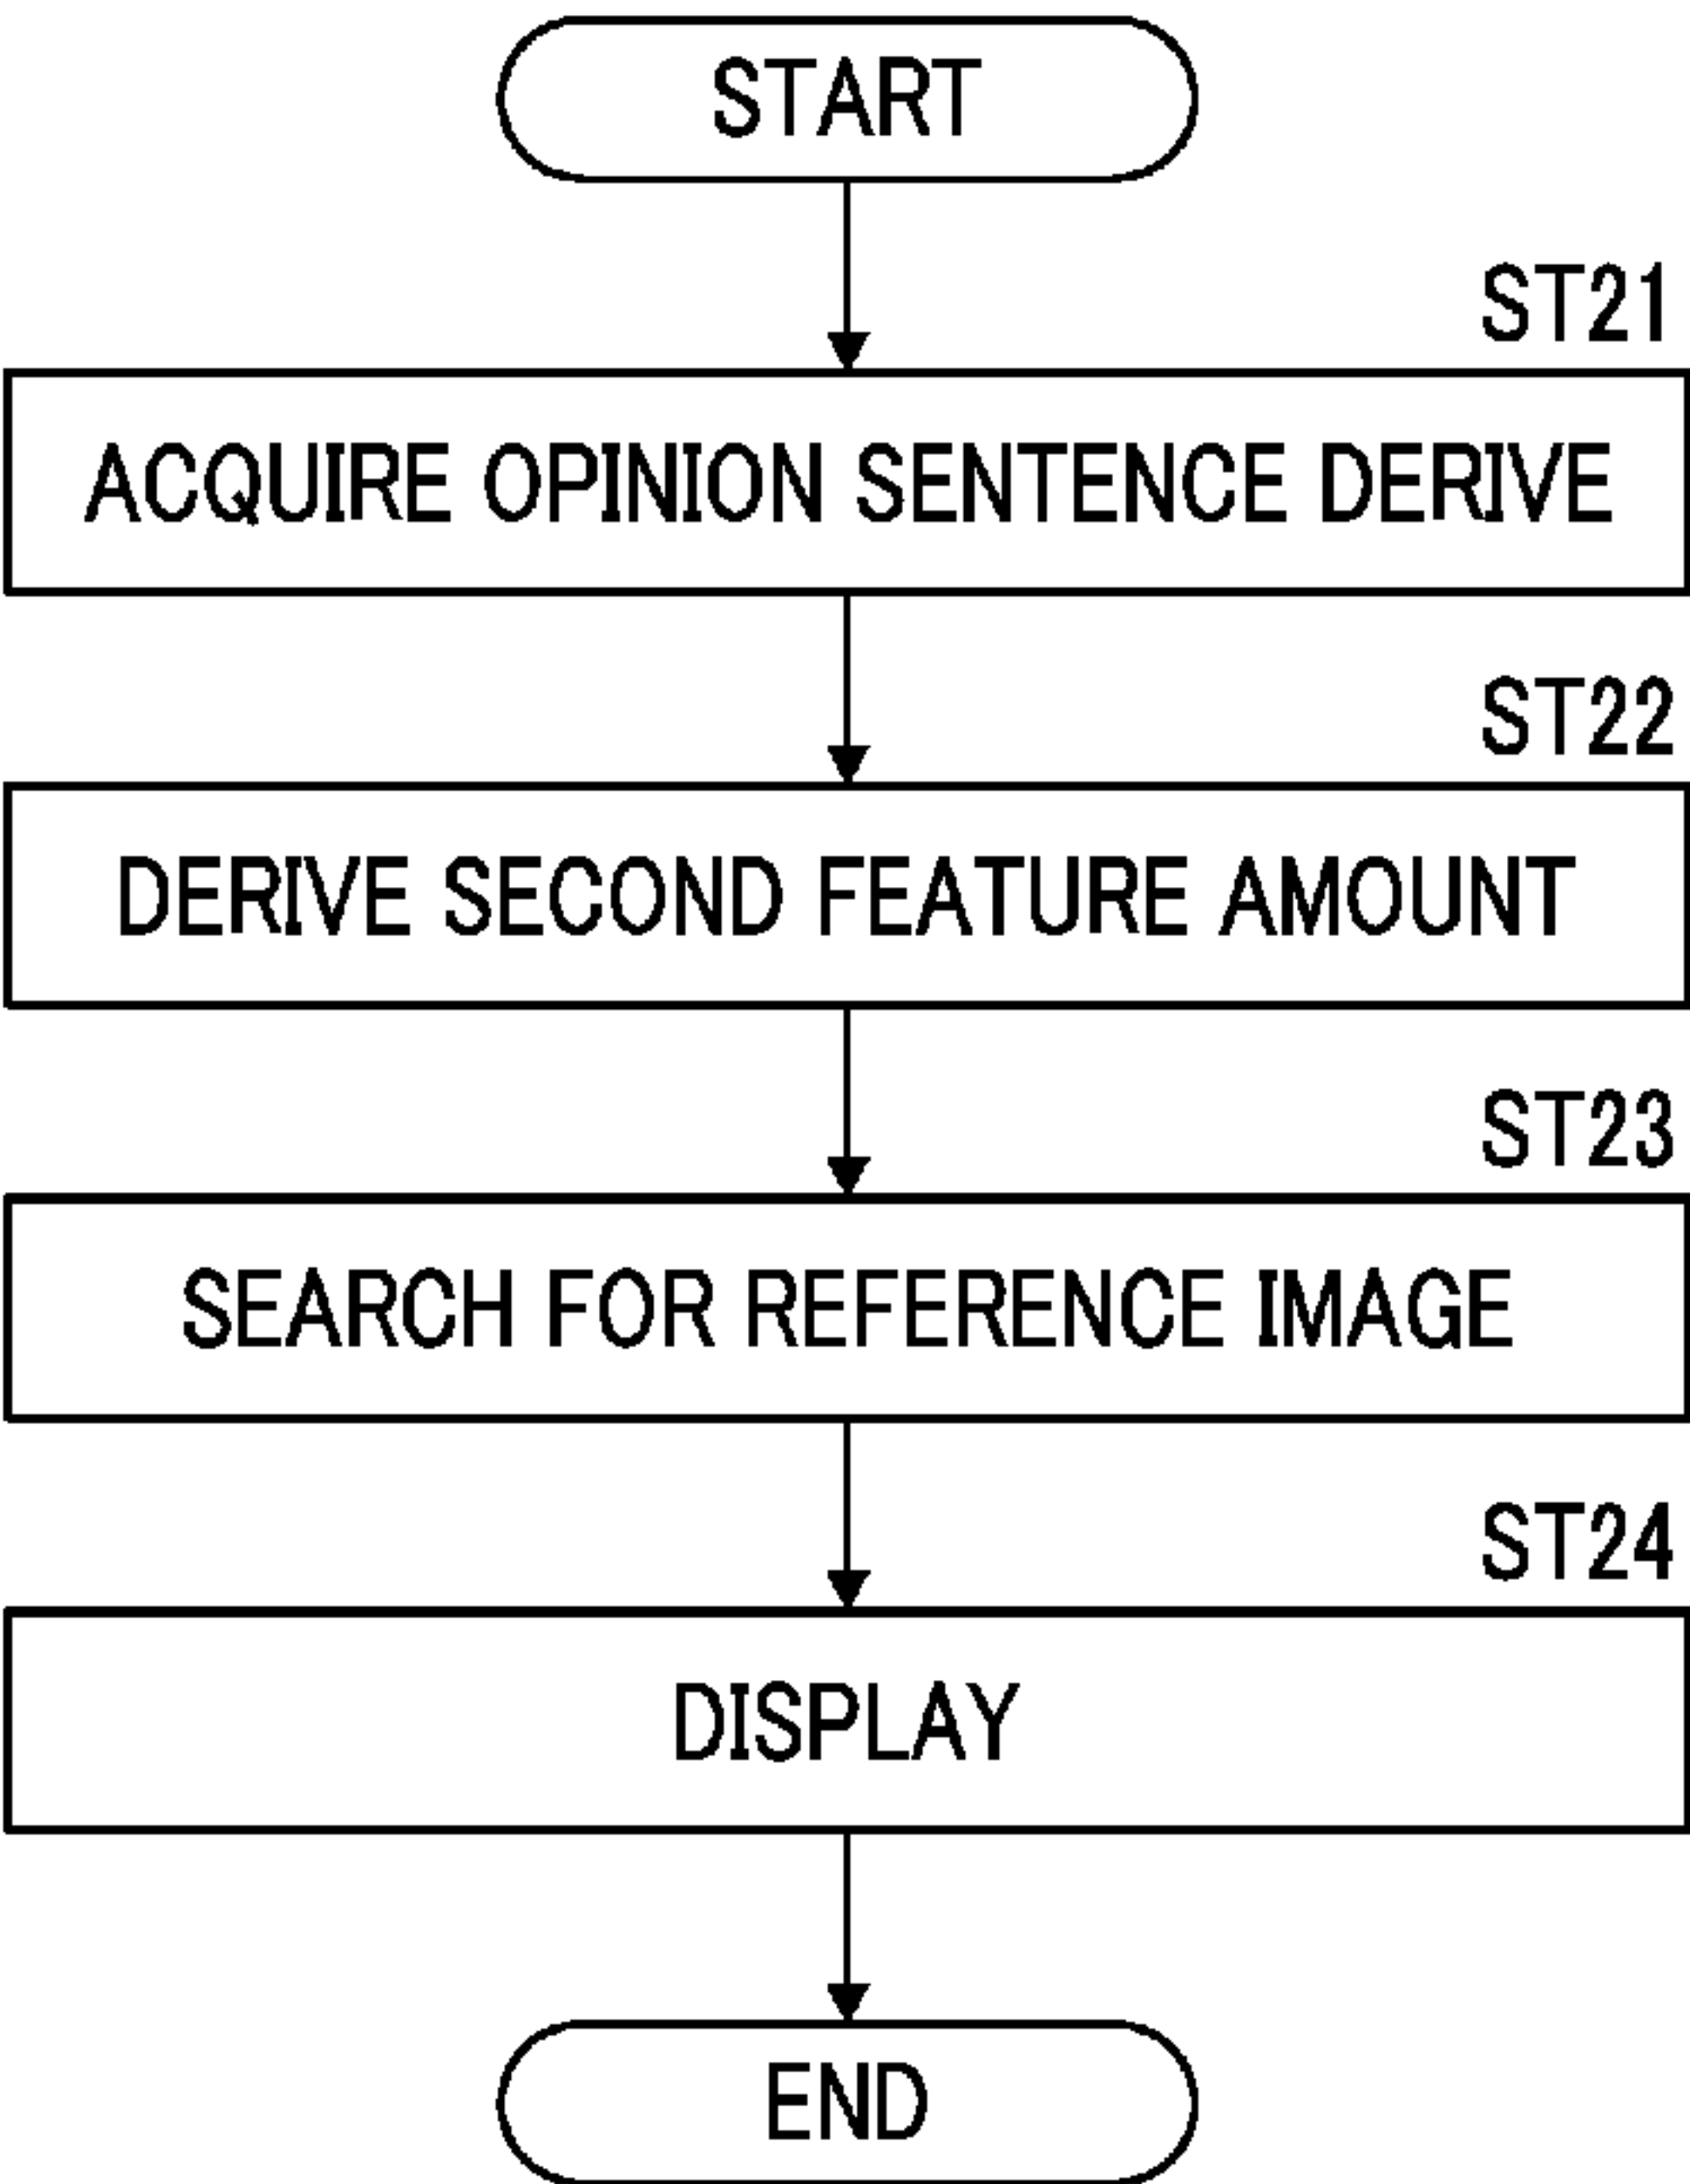 START
ST21
ACQUIRE OPINION SENTENCE DERIVE
ST22
DERIVE SECOND FEATURE AMOUNT
ST23
SEARCH FOR REFERENCE IMAGE
ST24
DISPLAY
END